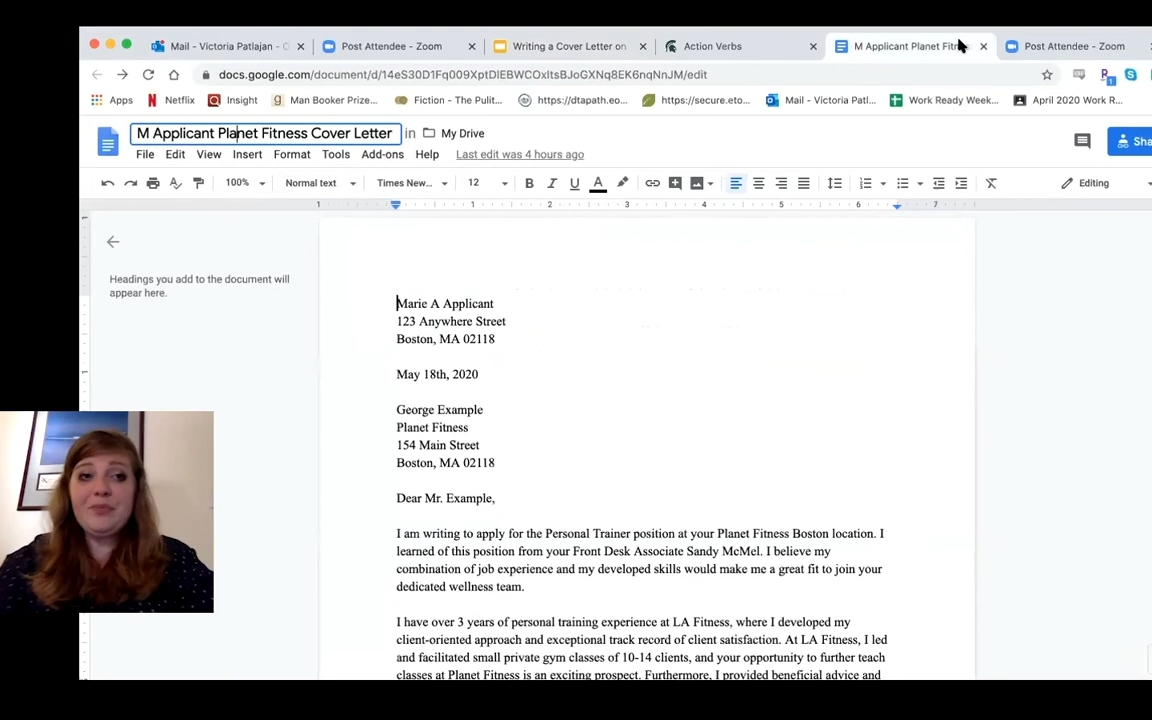 Mail - Victoria Patlajan - O
Post Attendee - Zoom
Writing a Cover Letter on
Action Verbs
M Applicant Planet Fitn
Post Attendee - Zoom
docs.google.com/document/d/14eS30D1Fq009XptDlEBWCOxltsBJoGXNq8EK6nqNnJM/edit
Apps
Netflix
Insight
Man Booker Prize...
Fiction - The Pulit...
https://dtapath.eo...
https://secure.eto...
Mail - Victoria Patl...
Work Ready Week...
April 2020 Work R...
M Applicant Planet Fitness Cover Letter
in
My Drive
File Edit View Insert Format Tools Add-ons Help
Last edit was 4 hours ago
Sha
100%
Normal text
Times New...
12
Editing
1 1 2 3 4 5 6 7
Headings you add to the document will
appear here.
Marie A Applicant
123 Anywhere Street
Boston, MA 02118
May 18th, 2020
George Example
Planet Fitness
154 Main Street
Boston, MA 02118
Dear Mr. Example,
I am writing to apply for the Personal Trainer position at your Planet Fitness Boston location. I
learned of this position from your Front Desk Associate Sandy McMel. I believe my
combination of job experience and my developed skills would make me a great fit to join your
dedicated wellness team.
I have over 3 years of personal training experience at LA Fitness, where I developed my
client-oriented approach and exceptional track record of client satisfaction. At LA Fitness, I led
and facilitated small private gym classes of 10-14 clients, and your opportunity to further teach
classes at Planet Fitness is an exciting prospect. Furthermore, I provided beneficial advice and